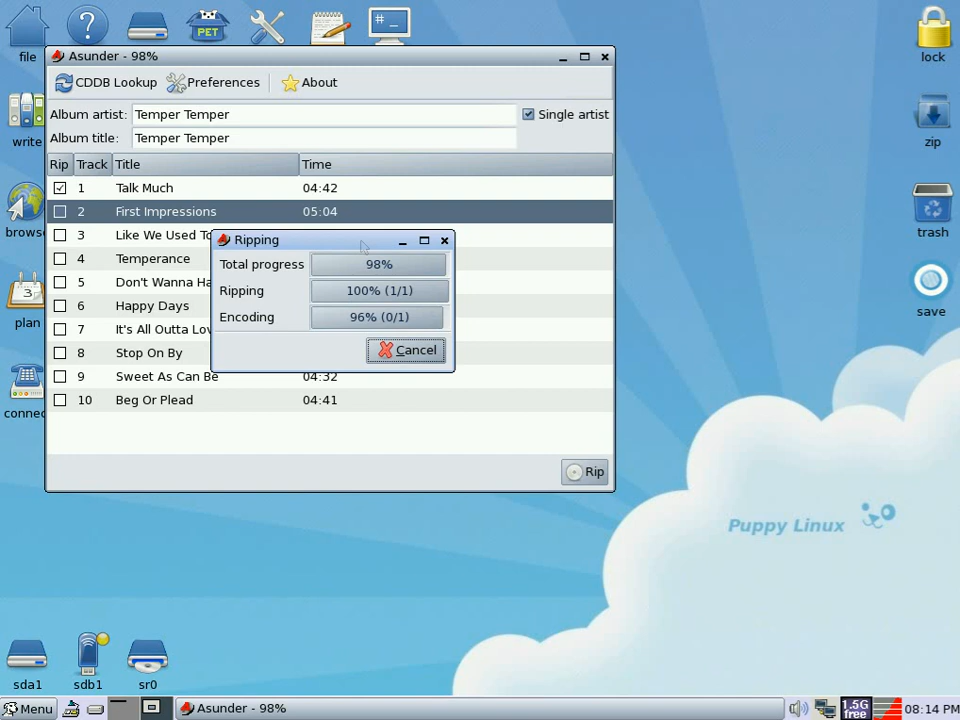 PET
# _
file
lock
Asunder - 98%
CDDB Lookup Preferences About
Album artist: Temper Temper Single artist
Album title: Temper Temper
write
zip
Rip Track Title Time
1 Talk Much 04:42
2 First Impressions 05:04
3 Like We Used To
brows
trash
Ripping
4 Temperance
Total progress 98%
5 Don't Wanna Ha
Ripping 100% (1/1)
3
6 Happy Days
save
plan
Encoding 96% (0/1)
7 It's All Outta Lov
8 Stop On By
Cancel
9 Sweet As Can Be 04:32
10 Beg Or Plead 04:41
connec
Rip
Puppy Linux
sda1 sdb1 sr0
Menu Asunder - 98% 1.5G free 08:14 PM